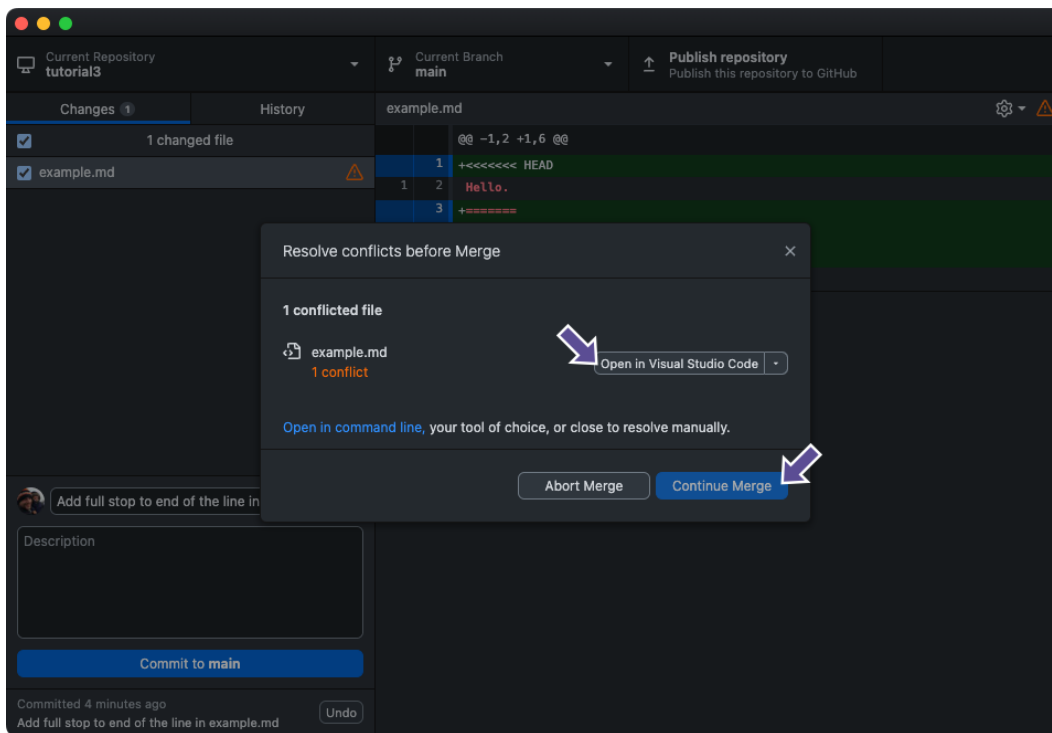 Current Repository
tutorial3
Current Branch
main
Publish repository
Publish this repository to GitHub
Changes 1
History
example.md
1 changed file
@@ -1,2 +1,6 @@
example.md
1 +<<<<<<< HEAD
1 2 Hello.
3 +=======
Resolve conflicts before Merge
1 conflicted file
example.md
1 conflict
Open in Visual Studio Code
Open in command line, your tool of choice, or close to resolve manually.
Abort Merge
Continue Merge
Add full stop to end of the line in
Description
Commit to main
Committed 4 minutes ago
Add full stop to end of the line in example.md
Undo